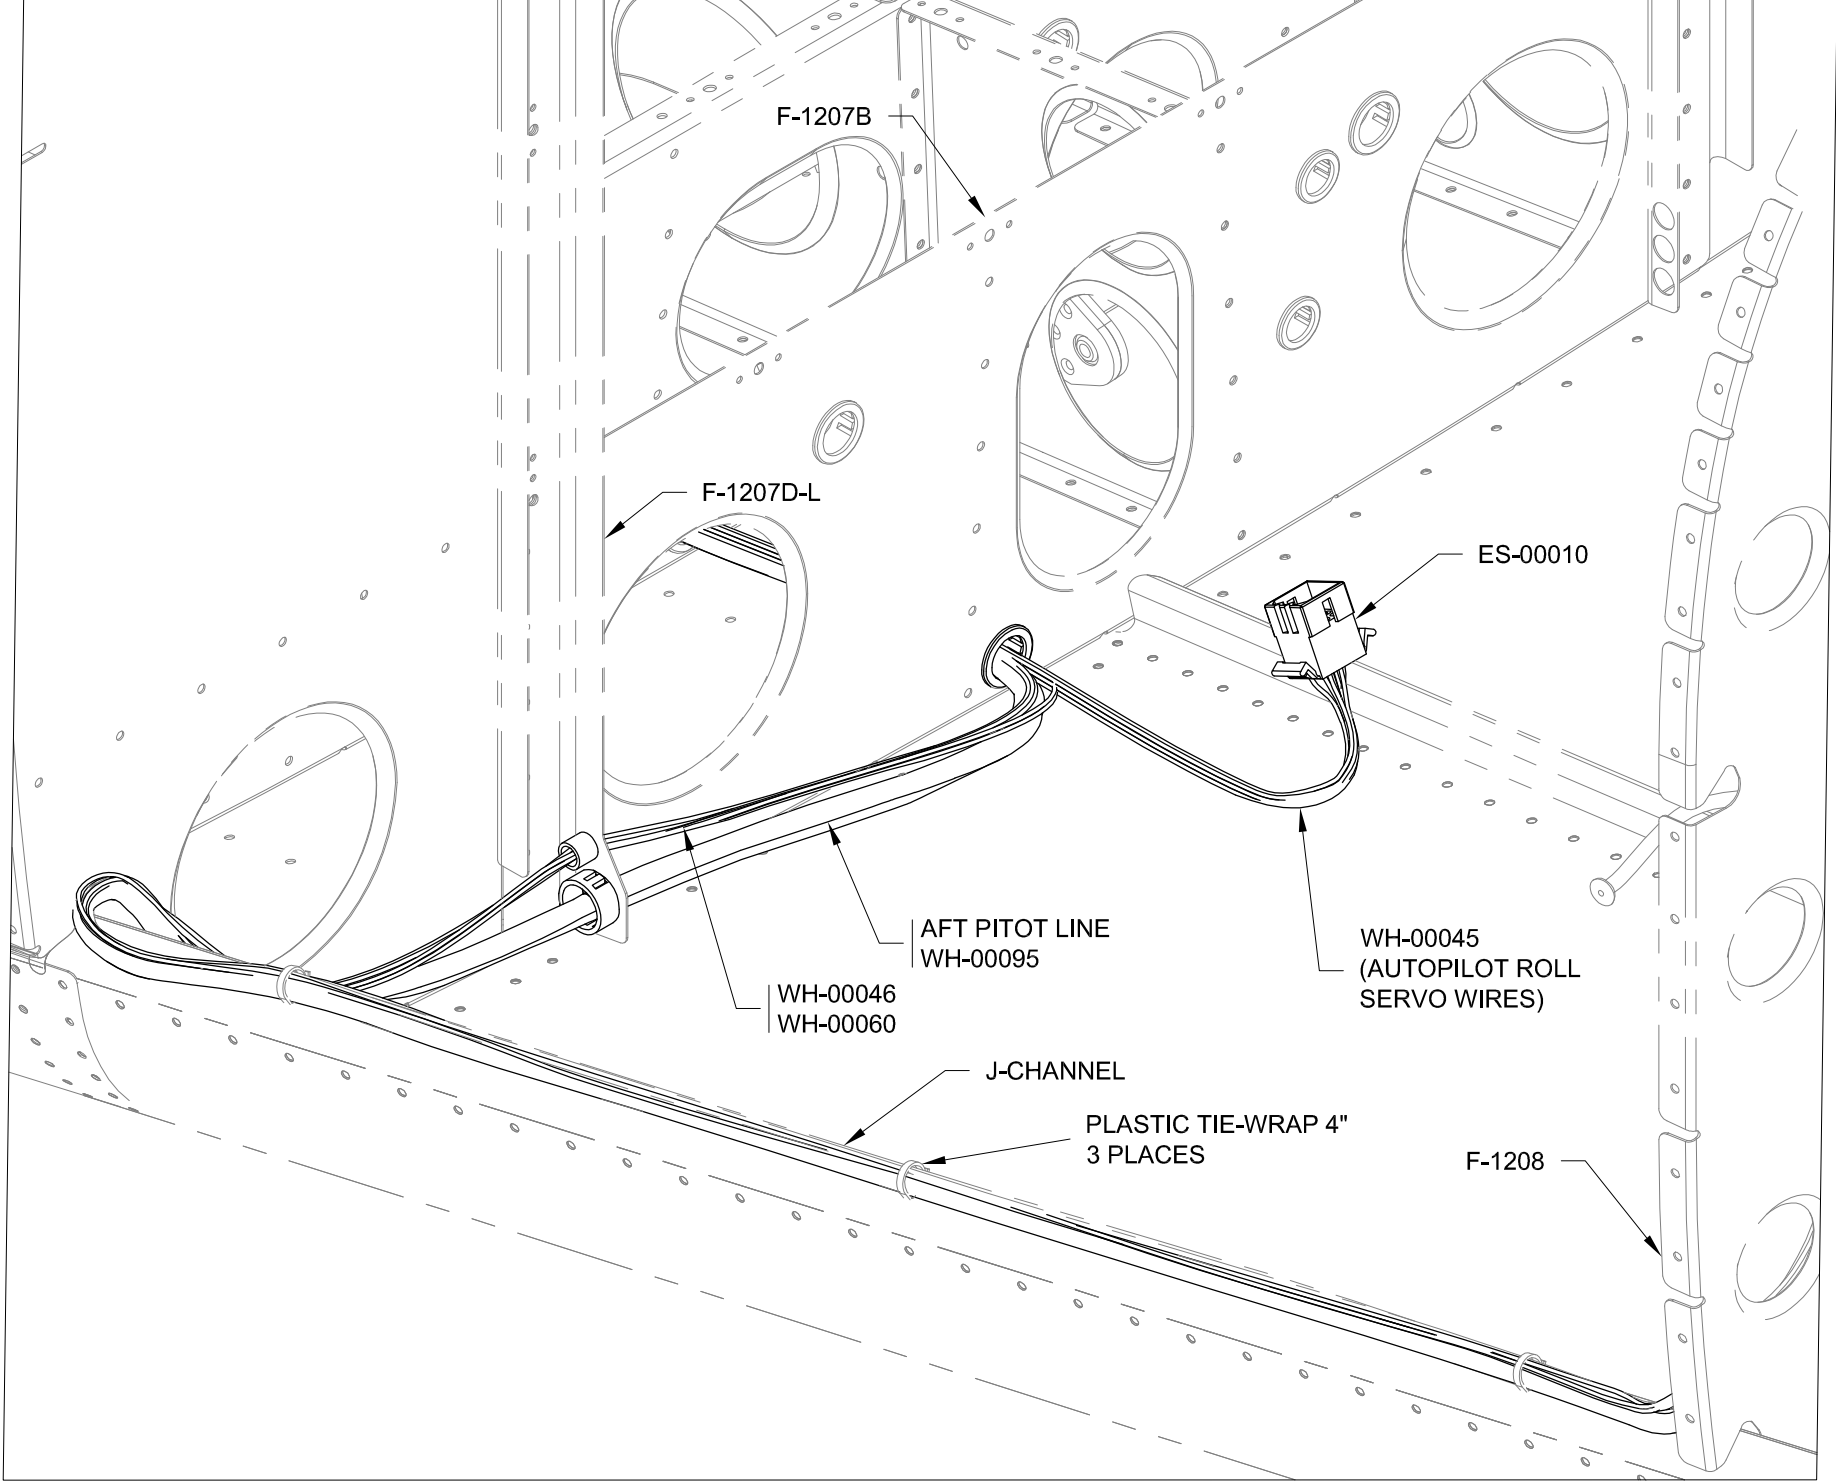 F-1207B
F-1207D-L
ES-00010
AFT PITOT LINE
WH-00095
WH-00045
(AUTOPILOT ROLL
SERVO WIRES)
WH-00046
WH-00060
J-CHANNEL
PLASTIC TIE-WRAP 4"
3 PLACES
F-1208